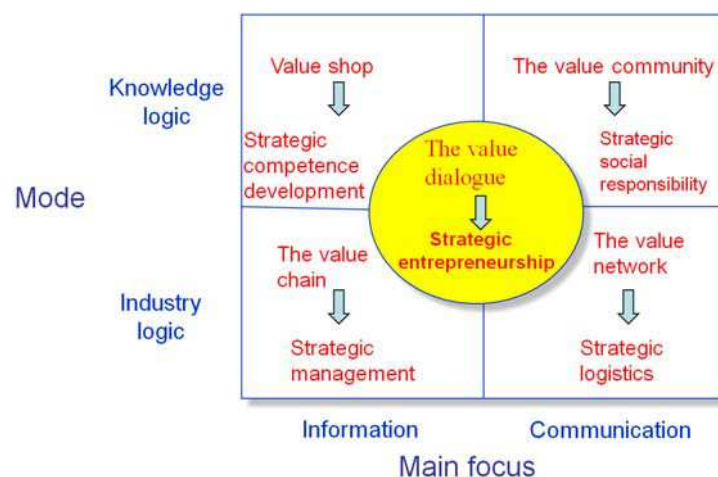 Value shop
The value community
Knowledge
logic
Strategic
competence
development
The value
dialogue
Strategic
social
responsibility
Mode
Strategic
entrepreneurship
The value
chain
The value
network
Industry
logic
Strategic
management
Strategic
logistics
Information
Communication
Main focus